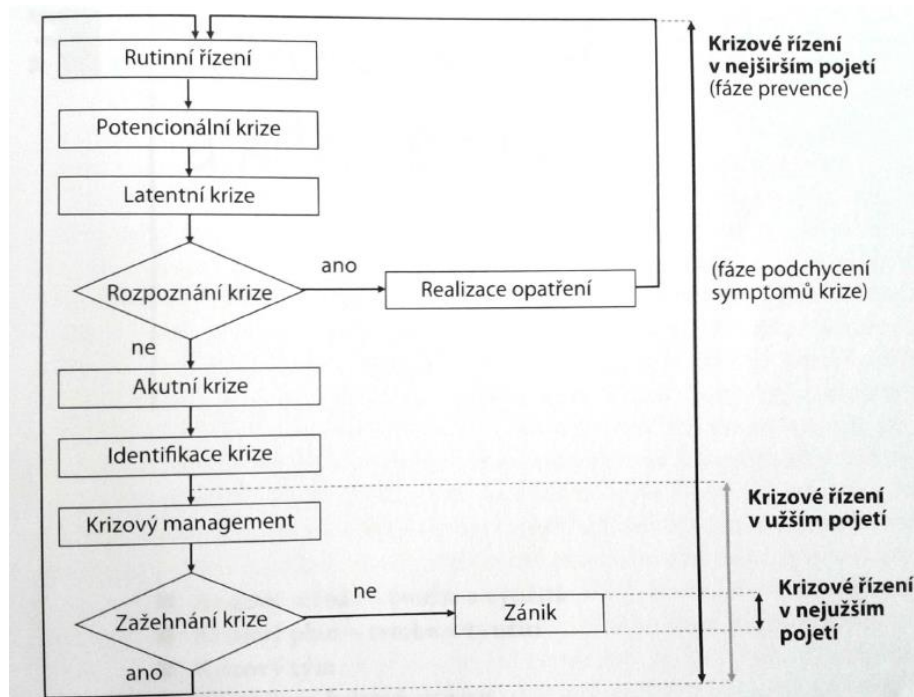 Rutinní řízení
Potencionální krize
Latentní krize
Rozpoznání krize
ano
Realizace opatření
ne
Akutní krize
Identifikace krize
Krizový management
Zažehnání krize
ne
Zánik
ano
Krizové řízení
v nejširším pojetí
(fáze prevence)
(fáze podchycení
symptomů krize)
Krizové řízení
v užším pojetí
Krizové řízení
v nejužším
pojetí